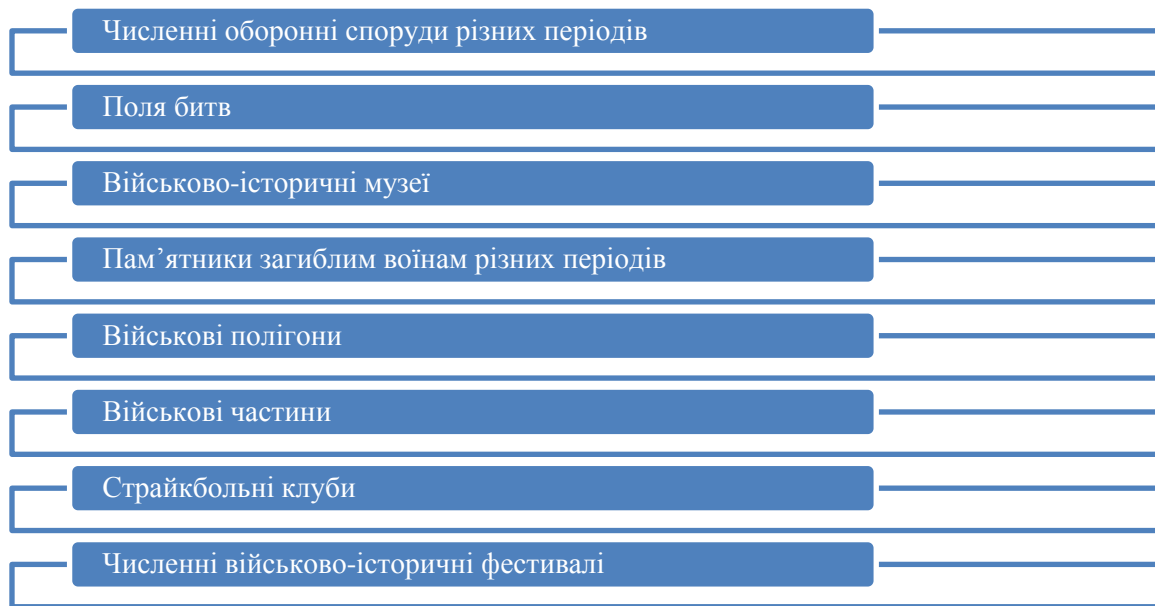 Численні оборонні споруди різних періодів
Поля битв
Військово-історичні музеї
Пам’ятники загиблим воїнам різних періодів
Військові полігони
Військові частини
Страйкбольні клуби
Численні військово-історичні фестивалі